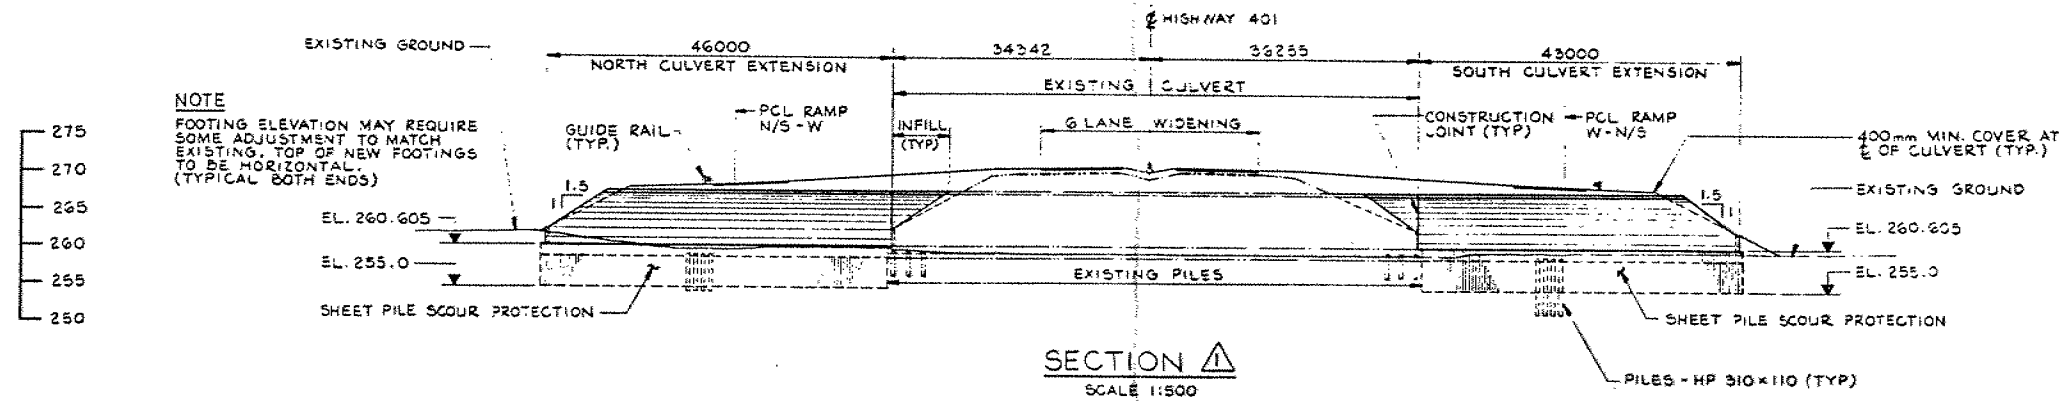 ℄ HIGHWAY 401
EXISTING GROUND
46000
34342
36255
43000
NORTH CULVERT EXTENSION
SOUTH CULVERT EXTENSION
EXISTING CULVERT
NOTE
FOOTING ELEVATION MAY REQUIRE
SOME ADJUSTMENT TO MATCH
EXISTING. TOP OF NEW FOOTINGS
TO BE HORIZONTAL.
(TYPICAL BOTH ENDS)
PCL RAMP
N/S-W
GUIDE RAIL
(TYP.)
INFILL
(TYP)
6 LANE WIDENING
CONSTRUCTION
JOINT (TYP)
PCL RAMP
W-N/S
400mm MIN. COVER AT
℄ OF CULVERT (TYP.)
275
270
265
260
255
250
1.5
1
1.5
1
EXISTING GROUND
EL. 260.605
EL. 260.605
EL. 255.0
EL. 255.0
EXISTING PILES
SHEET PILE SCOUR PROTECTION
SHEET PILE SCOUR PROTECTION
PILES - HP 310×110 (TYP)
SECTION 1
SCALE 1:500